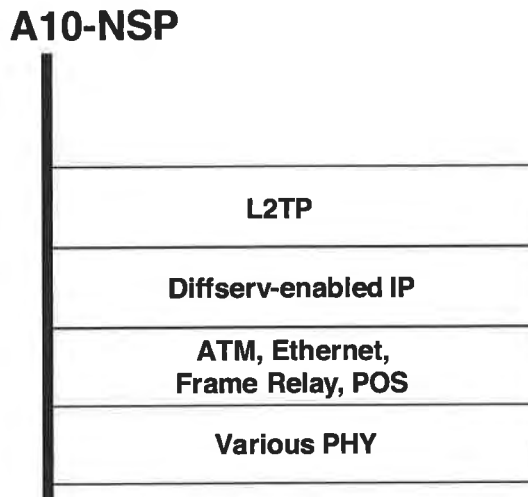 A10-NSP
L2TP
Diffserv-enabled IP
ATM, Ethernet,
Frame Relay, POS
Various PHY